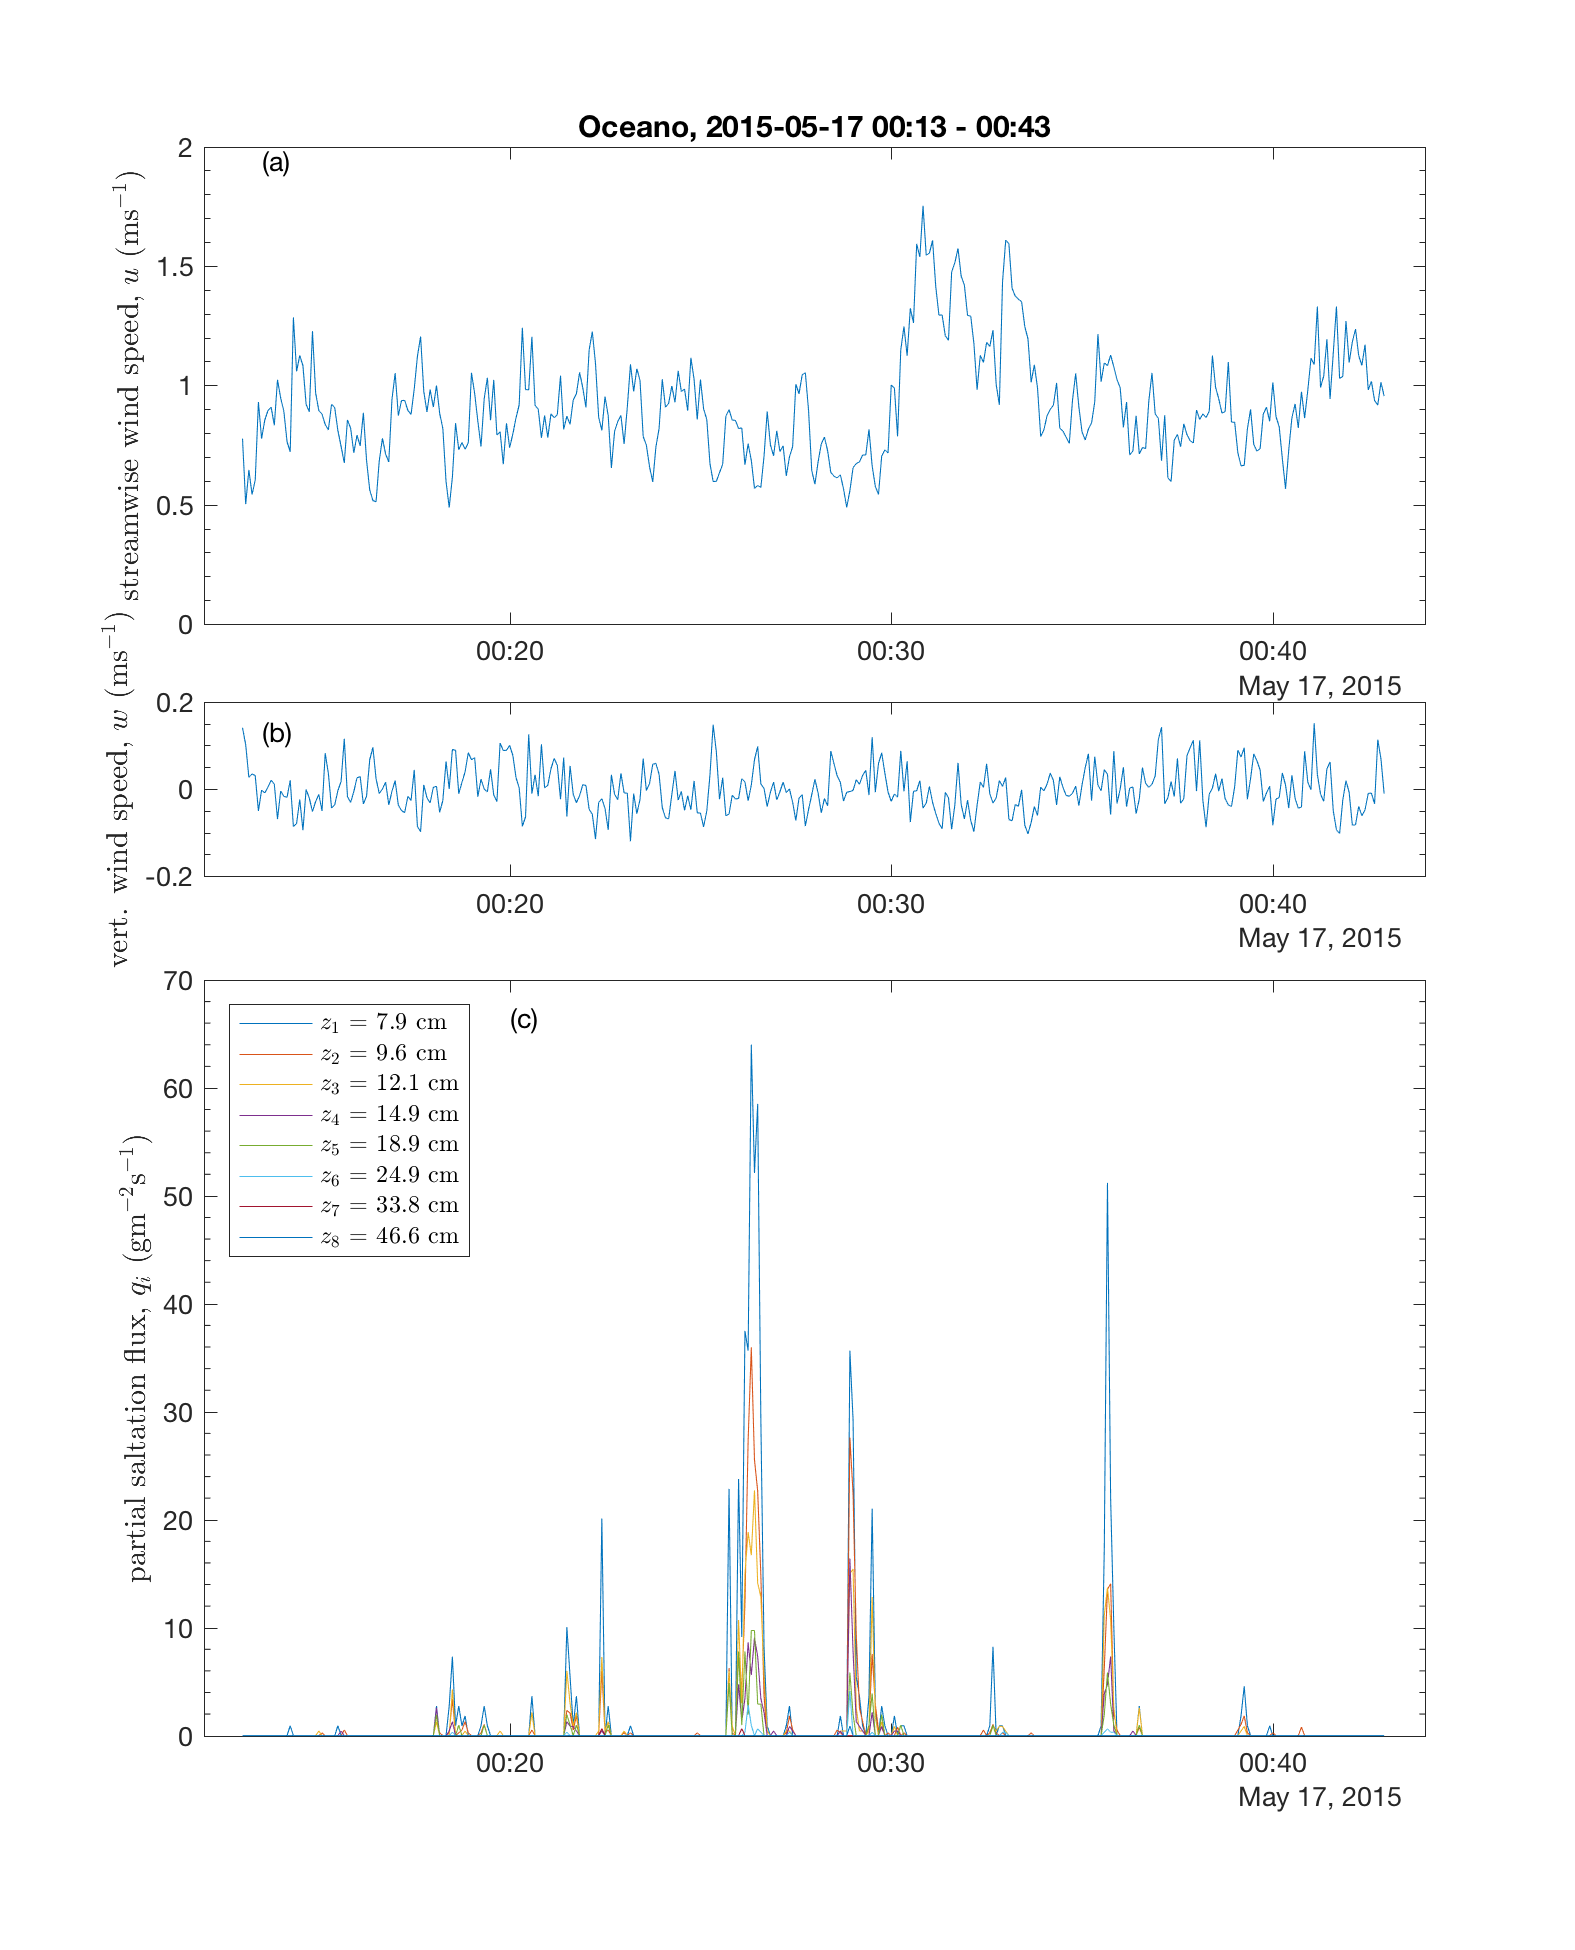 Oceano, 2015-05-17 00:13 - 00:43
(a)
streamwise wind speed, u (ms⁻¹)
2
1.5
1
0.5
0
00:20 00:30 00:40
May 17, 2015
(b)
vert. wind speed, w (ms⁻¹)
0.2
0
-0.2
00:20 00:30 00:40
May 17, 2015
(c)
partial saltation flux, qᵢ (gm⁻²s⁻¹)
70
60
50
40
30
20
10
0
z₁ = 7.9 cm
z₂ = 9.6 cm
z₃ = 12.1 cm
z₄ = 14.9 cm
z₅ = 18.9 cm
z₆ = 24.9 cm
z₇ = 33.8 cm
z₈ = 46.6 cm
00:20 00:30 00:40
May 17, 2015